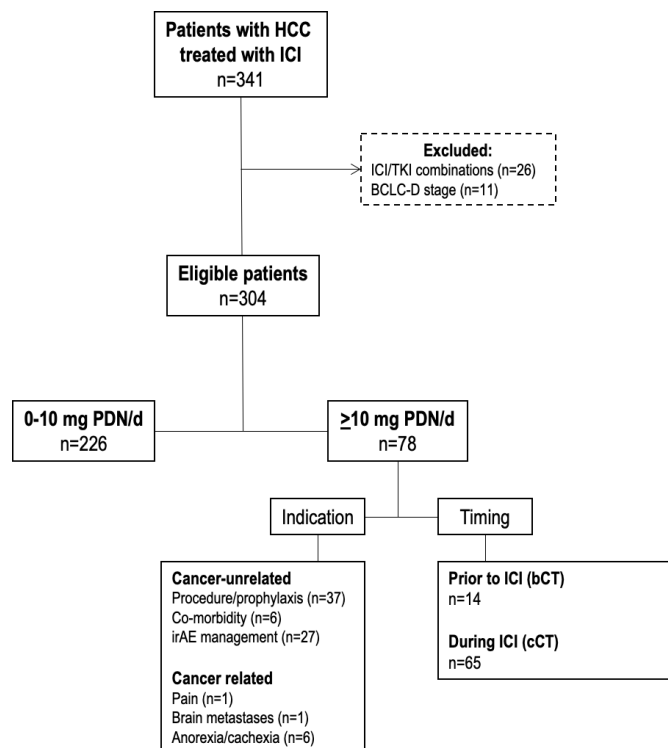 Patients with HCC
treated with ICI
n=341
Excluded:
ICI/TKI combinations (n=26)
BCLC-D stage (n=11)
Eligible patients
n=304
0-10 mg PDN/d
n=226
≥10 mg PDN/d
n=78
Indication
Timing
Cancer-unrelated
Procedure/prophylaxis (n=37)
Co-morbidity (n=6)
irAE management (n=27)
Cancer related
Pain (n=1)
Brain metastases (n=1)
Anorexia/cachexia (n=6)
Prior to ICI (bCT)
n=14
During ICI (cCT)
n=65